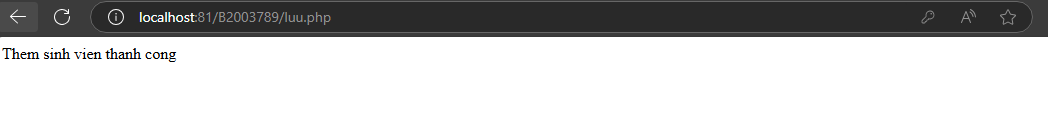 localhost:81/B2003789/luu.php
Them sinh vien thanh cong